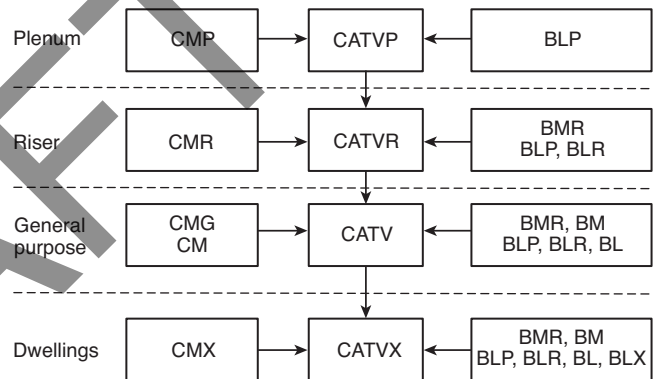 Plenum
CMP
CATVP
BLP
Riser
CMR
CATVR
BMR
BLP, BLR
General
purpose
CMG
CM
CATV
BMR, BM
BLP, BLR, BL
Dwellings
CMX
CATVX
BMR, BM
BLP, BLR, BL, BLX